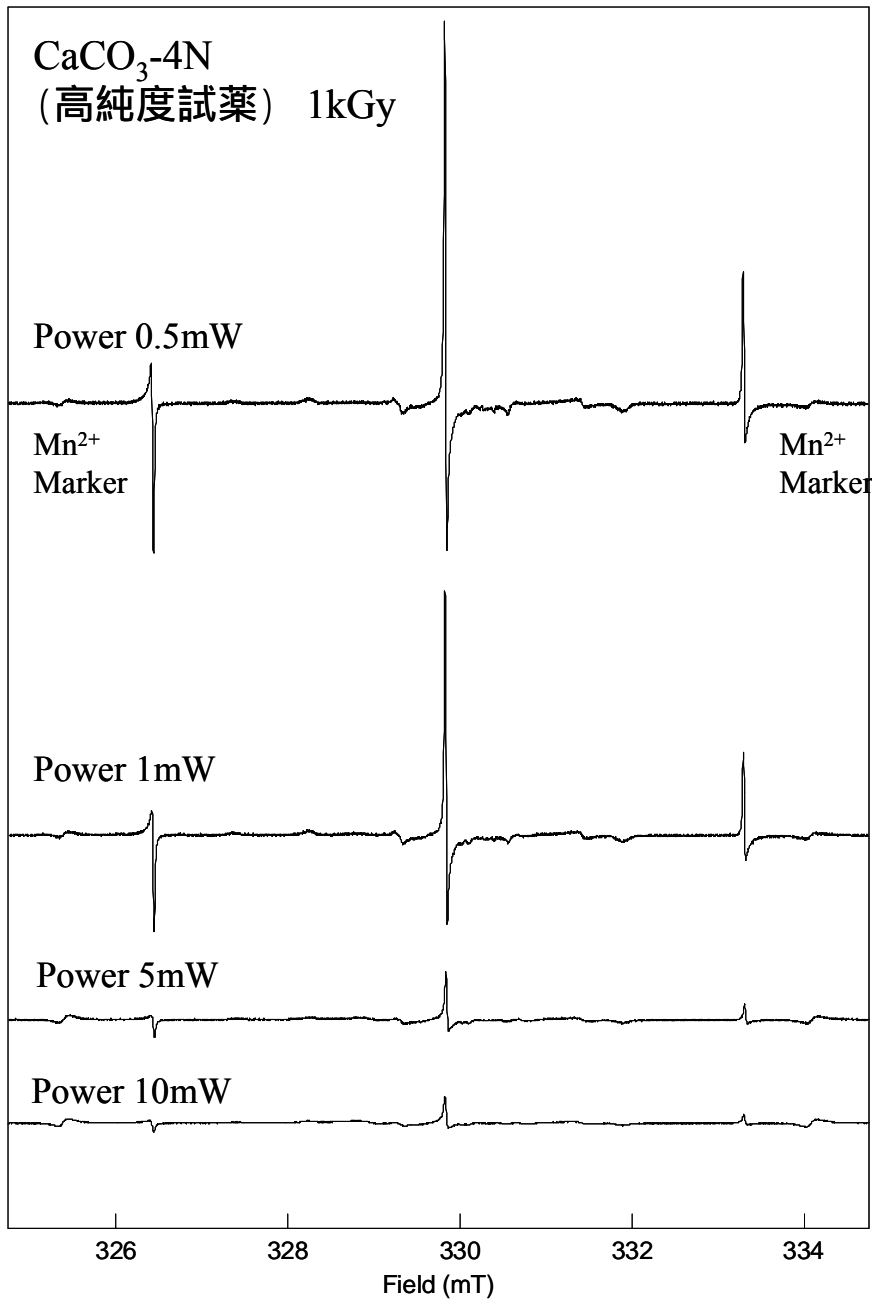 CaCO₃-4N
（高純度試薬） 1kGy
Power 0.5mW
Mn²⁺
Marker
Mn²⁺
Marker
Power 1mW
Power 5mW
Power 10mW
326 328 330 332 334
Field (mT)